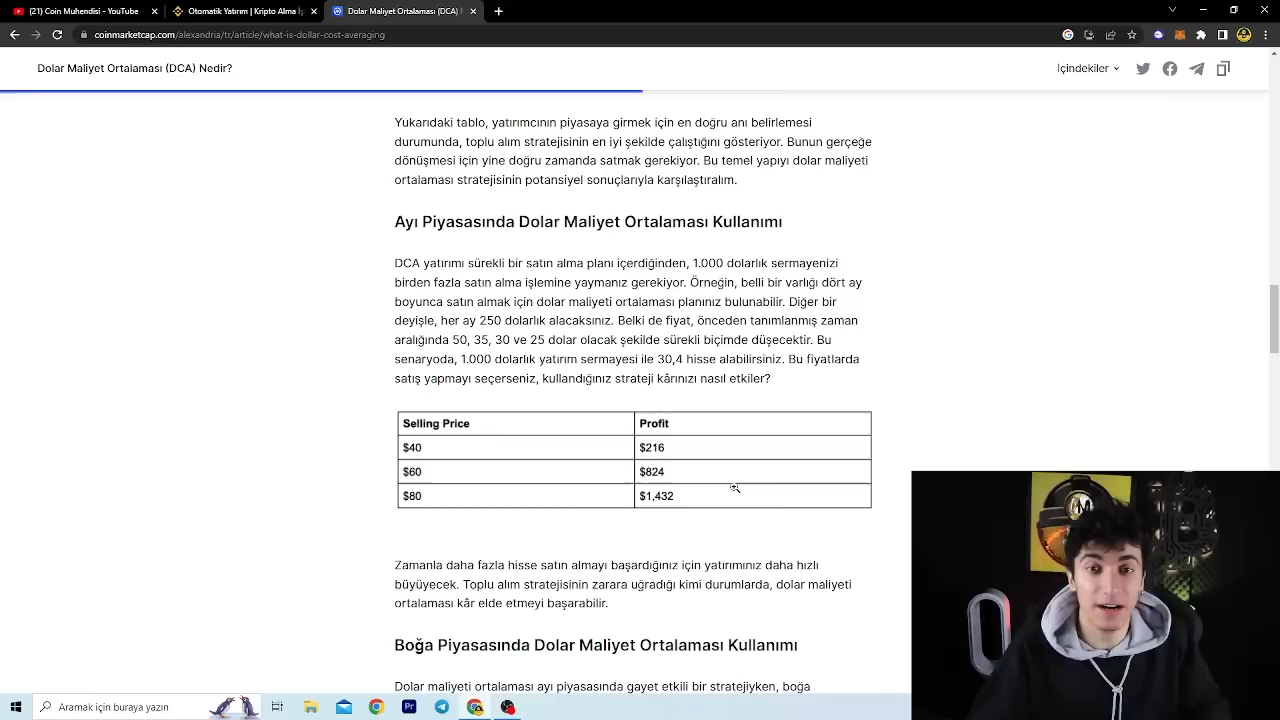 (21) Coin Muhendisi - YouTube
Otomatik Yatırım | Kripto Alma İş
Dolar Maliyet Ortalaması (DCA) N
coinmarketcap.com/alexandria/tr/article/what-is-dollar-cost-averaging
Dolar Maliyet Ortalaması (DCA) Nedir?
İçindekiler
Yukarıdaki tablo, yatırımcının piyasaya girmek için en doğru anı belirlemesi
durumunda, toplu alım stratejisinin en iyi şekilde çalıştığını gösteriyor. Bunun gerçeğe
dönüşmesi için yine doğru zamanda satmak gerekiyor. Bu temel yapıyı dolar maliyeti
ortalaması stratejisinin potansiyel sonuçlarıyla karşılaştıralım.
Ayı Piyasasında Dolar Maliyet Ortalaması Kullanımı
DCA yatırımı sürekli bir satın alma planı içerdiğinden, 1.000 dolarlık sermayenizi
birden fazla satın alma işlemine yaymanız gerekiyor. Örneğin, belli bir varlığı dört ay
boyunca satın almak için dolar maliyeti ortalaması planınız bulunabilir. Diğer bir
deyişle, her ay 250 dolarlık alacaksınız. Belki de fiyat, önceden tanımlanmış zaman
aralığında 50, 35, 30 ve 25 dolar olacak şekilde sürekli biçimde düşecektir. Bu
senaryoda, 1.000 dolarlık yatırım sermayesi ile 30,4 hisse alabilirsiniz. Bu fiyatlarda
satış yapmayı seçerseniz, kullandığınız strateji kârınızı nasıl etkiler?
Selling Price Profit
$40 $216
$60 $824
$80 $1,432
Zamanla daha fazla hisse satın almayı başardığınız için yatırımınız daha hızlı
büyüyecek. Toplu alım stratejisinin zarara uğradığı kimi durumlarda, dolar maliyeti
ortalaması kâr elde etmeyi başarabilir.
Boğa Piyasasında Dolar Maliyet Ortalaması Kullanımı
Dolar maliyeti ortalaması ayı piyasasında gayet etkili bir stratejiyken, boğa
Aramak için buraya yazın
Pr